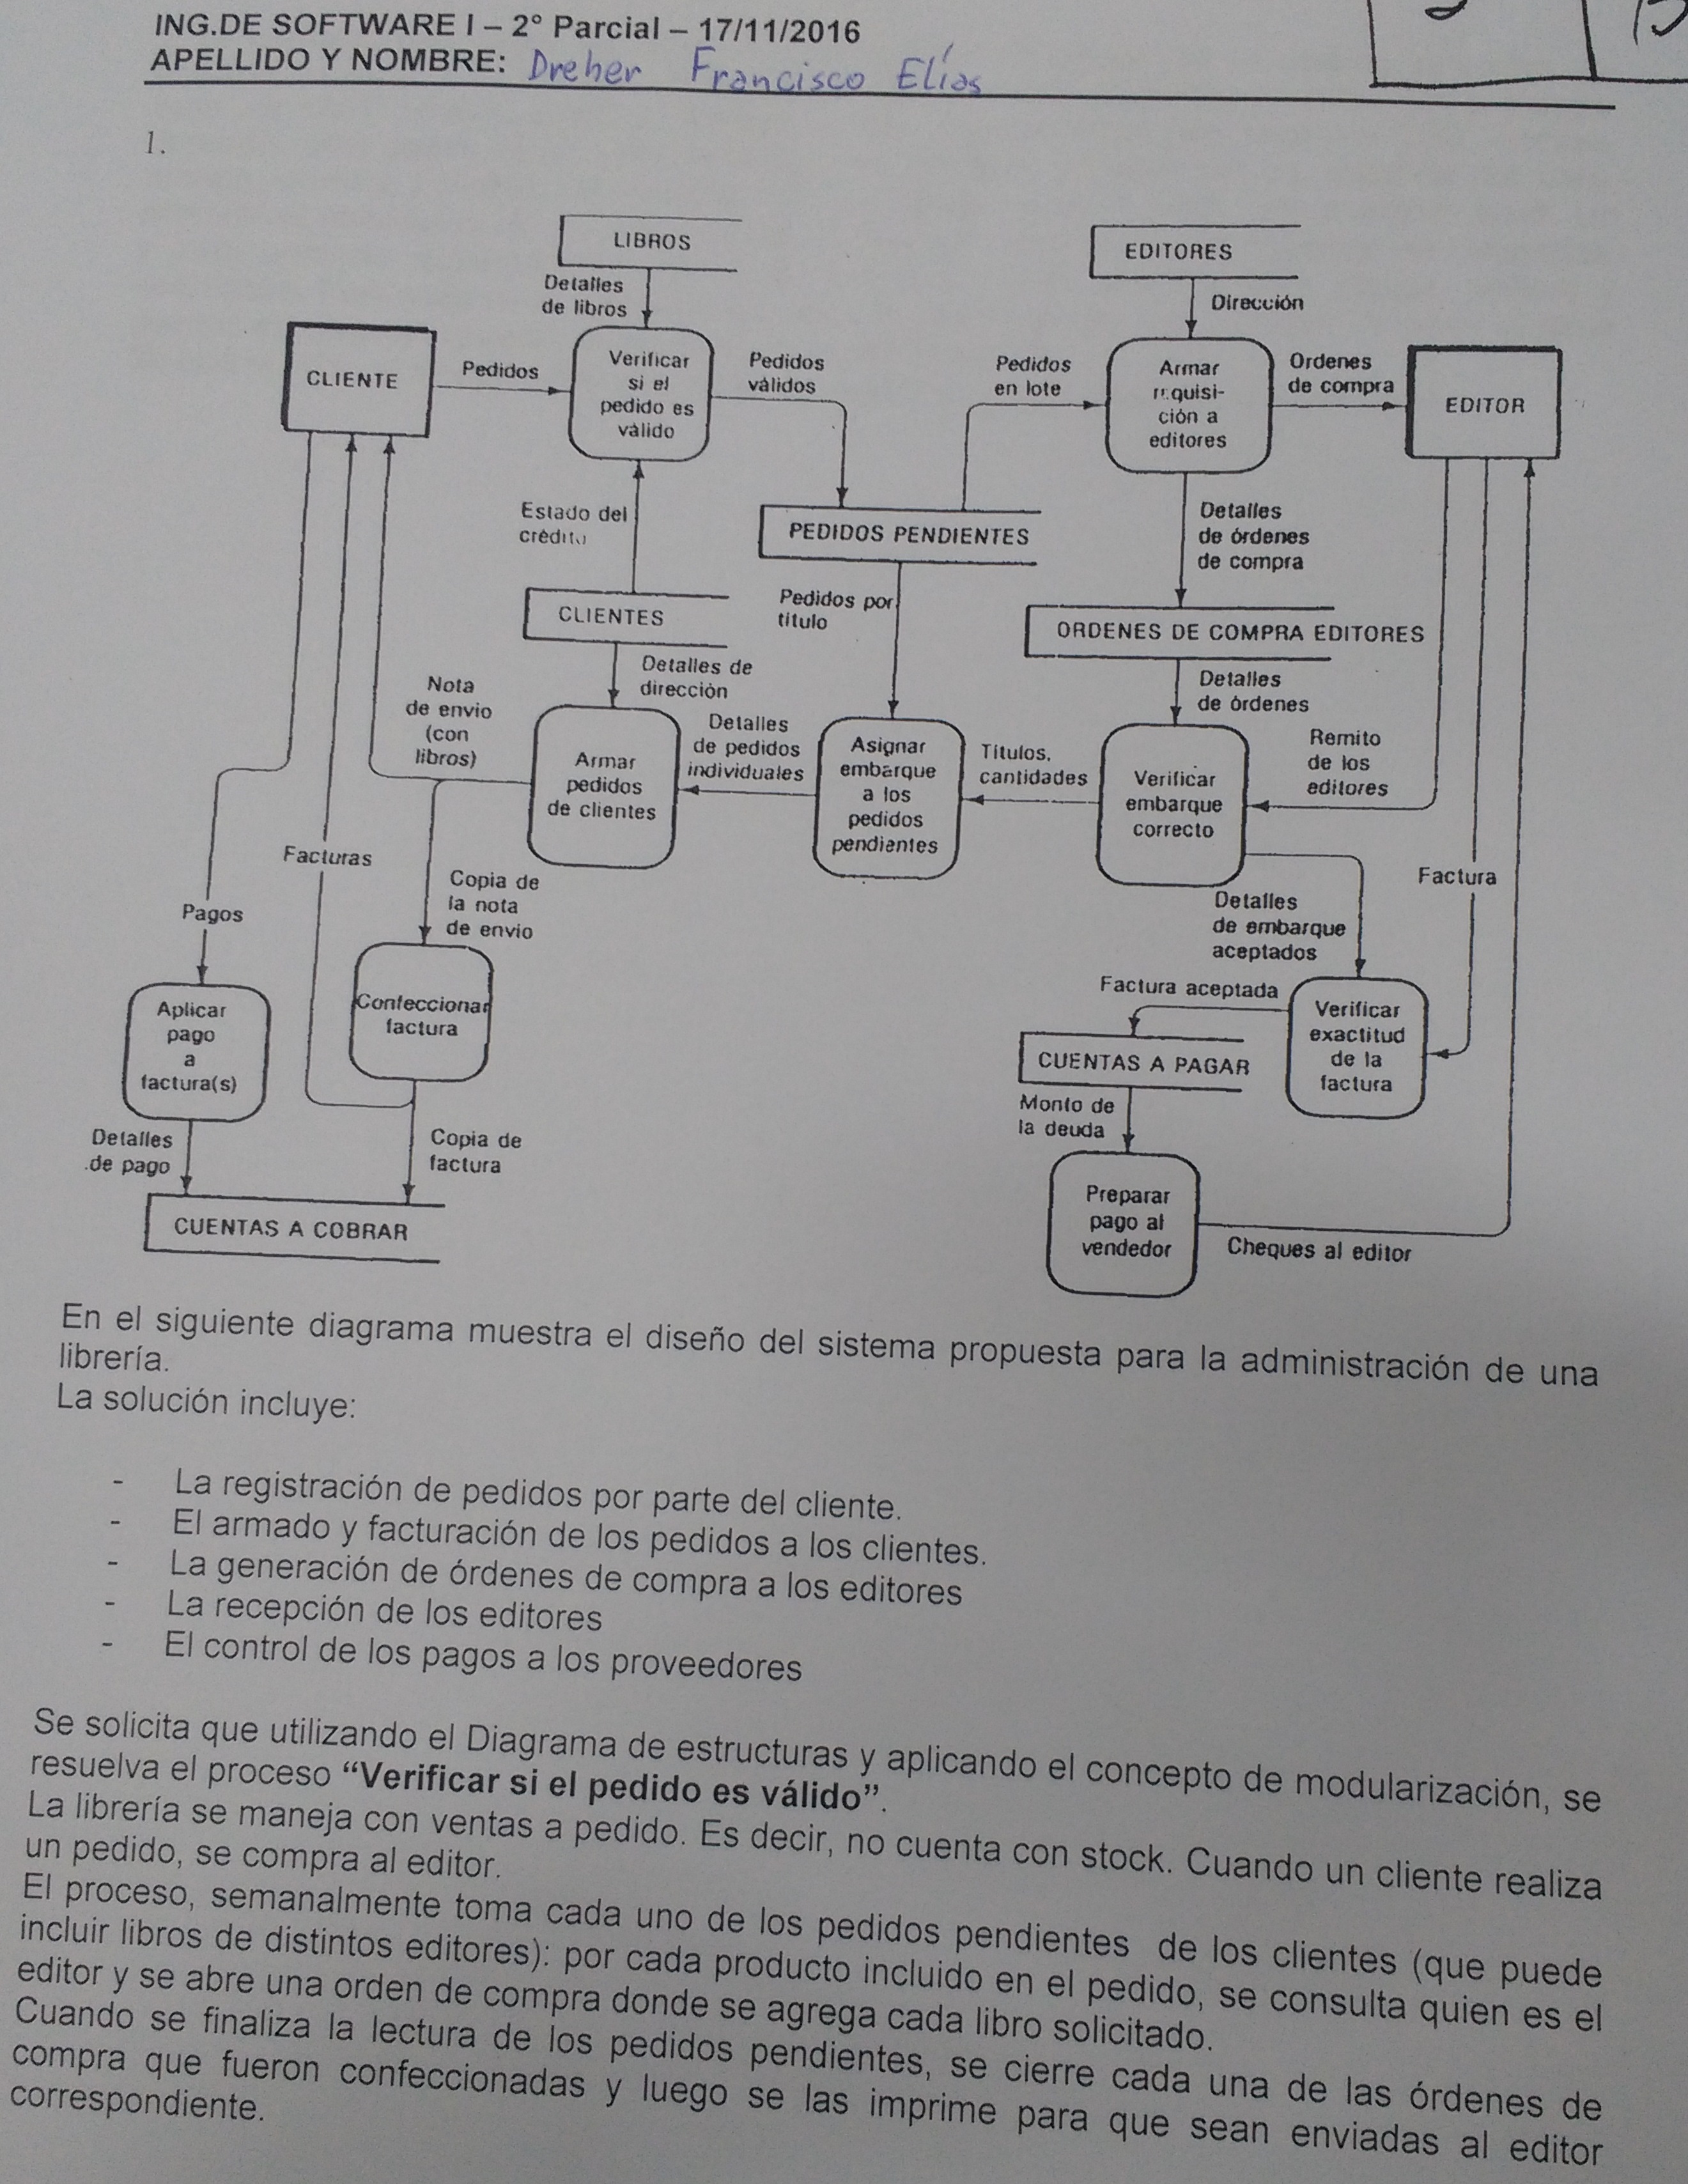 ING.DE SOFTWARE I – 2° Parcial – 17/11/2016
APELLIDO Y NOMBRE: Dreher Francisco Elías
1.
LIBROS
EDITORES
Detalles
de libros
Dirección
CLIENTE
Pedidos
Verificar
si el
pedido es
válido
Pedidos
válidos
Pedidos
en lote
Armar
requisi-
ción a
editores
Ordenes
de compra
EDITOR
Estado del
crédito
PEDIDOS PENDIENTES
Detalles
de órdenes
de compra
CLIENTES
Pedidos por
titulo
ORDENES DE COMPRA EDITORES
Detalles de
dirección
Detalles
de órdenes
Nota
de envio
(con
libros)
Armar
pedidos
de clientes
Detalles
de pedidos
individuales
Asignar
embarque
a los
pedidos
pendientes
Títulos,
cantidades
Verificar
embarque
correcto
Remito
de los
editores
Facturas
Copia de
la nota
de envio
Factura
Pagos
Detalles
de embarque
aceptados
Aplicar
pago
a
factura(s)
Confeccionar
factura
Factura aceptada
Verificar
exactitud
de la
factura
CUENTAS A PAGAR
Detalles
de pago
Copia de
factura
Monto de
la deuda
CUENTAS A COBRAR
Preparar
pago al
vendedor
Cheques al editor
En el siguiente diagrama muestra el diseño del sistema propuesta para la administración de una
librería.
La solución incluye:
- La registración de pedidos por parte del cliente.
- El armado y facturación de los pedidos a los clientes.
- La generación de órdenes de compra a los editores
- La recepción de los editores
- El control de los pagos a los proveedores
Se solicita que utilizando el Diagrama de estructuras y aplicando el concepto de modularización, se
resuelva el proceso “Verificar si el pedido es válido”.
La librería se maneja con ventas a pedido. Es decir, no cuenta con stock. Cuando un cliente realiza
un pedido, se compra al editor.
El proceso, semanalmente toma cada uno de los pedidos pendientes de los clientes (que puede
incluir libros de distintos editores): por cada producto incluido en el pedido, se consulta quien es el
editor y se abre una orden de compra donde se agrega cada libro solicitado.
Cuando se finaliza la lectura de los pedidos pendientes, se cierre cada una de las órdenes de
compra que fueron confeccionadas y luego se las imprime para que sean enviadas al editor
correspondiente.